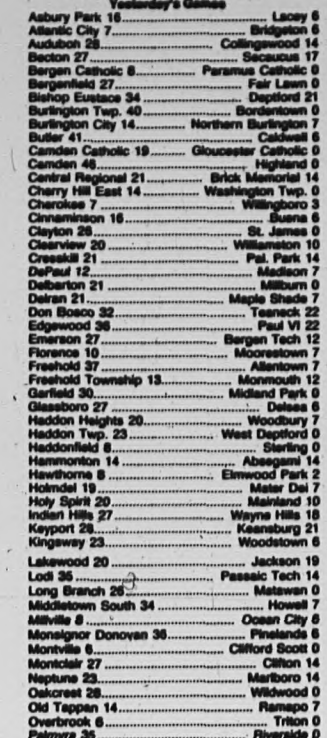 Yesterday's Games
Asbury Park 16 Lacey 6
Atlantic City 7 Bridgeton 6
Audubon 28 Collingswood 14
Becton 27 Secaucus 17
Bergen Catholic 8 Paramus Catholic 0
Bergenfield 27 Fair Lawn 0
Bishop Eustace 34 Deptford 21
Burlington Twp. 40 Bordentown 0
Burlington City 14 Northern Burlington 7
Butler 41 Caldwell 6
Camden Catholic 19 Gloucester Catholic 0
Camden 46 Highland 0
Central Regional 21 Brick Memorial 14
Cherry Hill East 14 Washington Twp. 0
Cherokee 7 Willingboro 3
Cinnaminson 16 Buena 6
Clayton 26 St. James 0
Clearview 20 Williamston 10
Cresskill 21 Pal. Park 14
DePaul 12 Madison 7
Delbarton 21 Millburn 0
Delran 21 Maple Shade 7
Don Bosco 32 Teaneck 22
Edgewood 36 Paul VI 22
Emerson 27 Bergen Tech 12
Florence 10 Moorestown 7
Freehold 37 Allentown 7
Freehold Township 13 Monmouth 12
Garfield 30 Midland Park 0
Glassboro 27 Delsea 6
Haddon Heights 20 Woodbury 7
Haddon Twp. 23 West Deptford 0
Haddonfield 8 Sterling 0
Hammonton 14 Absegami 14
Hawthorne 8 Elmwood Park 2
Holmdel 19 Mater Dei 7
Holy Spirit 20 Mainland 10
Indian Hills 27 Wayne Hills 18
Keyport 28 Keansburg 21
Kingsway 23 Woodstown 6
Lakewood 20 Jackson 19
Lodi 35 Passaic Tech 14
Long Branch 26 Matawan 0
Middletown South 34 Howell 7
Millville 8 Ocean City 6
Monsignor Donovan 36 Pinelands 6
Montville 6 Clifford Scott 0
Montclair 27 Clifton 14
Neptune 23 Marlboro 14
Oakcrest 28 Wildwood 0
Old Tappan 14 Ramapo 7
Overbrook 6 Triton 0
Palmyra 35 Riverside 0